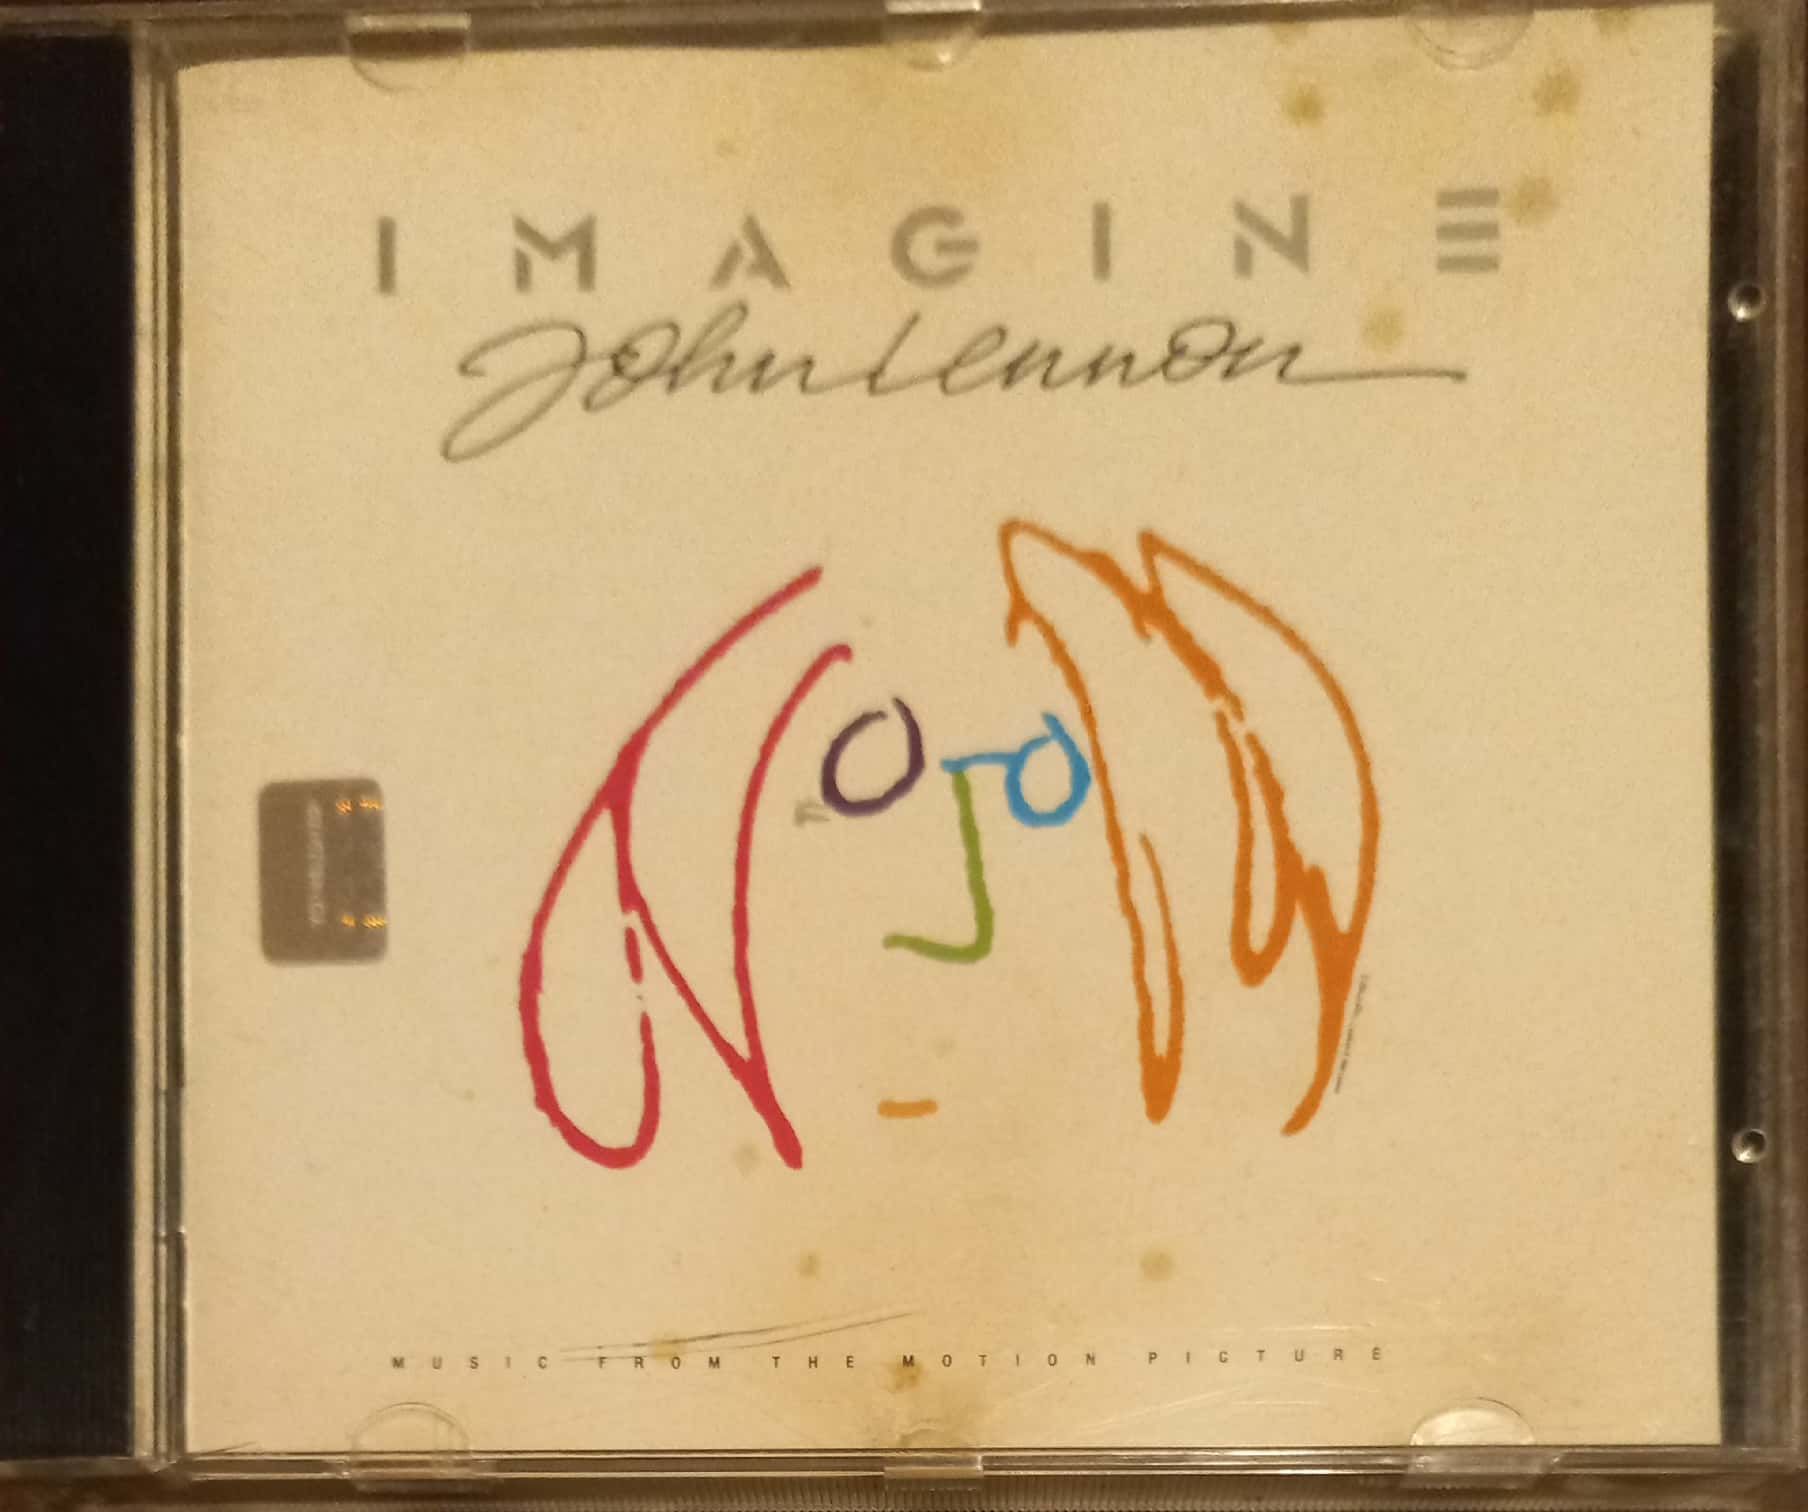 IMAGINE
John Lennon
MUSIC FROM THE MOTION PICTURE